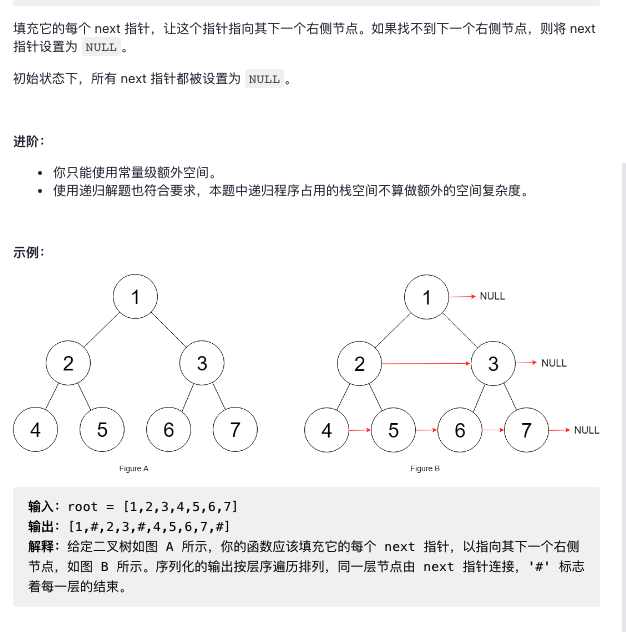 填充它的每个 next 指针，让这个指针指向其下一个右侧节点。如果找不到下一个右侧节点，则将 next
指针设置为 NULL 。
初始状态下，所有 next 指针都被设置为 NULL 。
进阶：
• 你只能使用常量级额外空间。
• 使用递归解题也符合要求，本题中递归程序占用的栈空间不算做额外的空间复杂度。
示例：
1
2 3
4 5 6 7
Figure A
1 NULL
2 3 NULL
4 5 6 7 NULL
Figure B
输入：root = [1,2,3,4,5,6,7]
输出：[1,#,2,3,#,4,5,6,7,#]
解释：给定二叉树如图 A 所示，你的函数应该填充它的每个 next 指针，以指向其下一个右侧
节点，如图 B 所示。序列化的输出按层序遍历排列，同一层节点由 next 指针连接，'#' 标志
着每一层的结束。